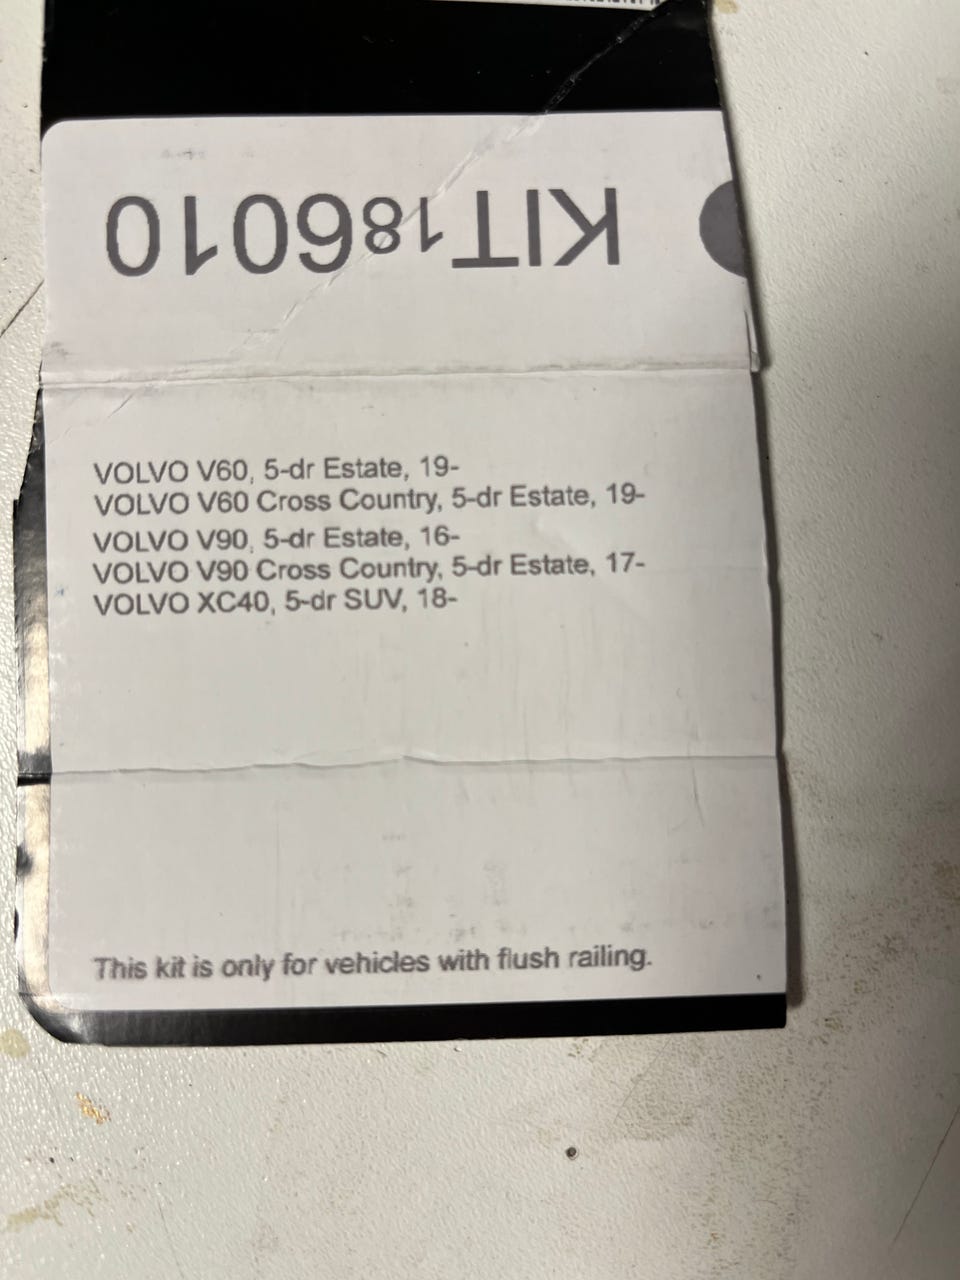 KIT186010
VOLVO V60, 5-dr Estate, 19-
VOLVO V60 Cross Country, 5-dr Estate, 19-
VOLVO V90, 5-dr Estate, 16-
VOLVO V90 Cross Country, 5-dr Estate, 17-
VOLVO XC40, 5-dr SUV, 18-
This kit is only for vehicles with flush railing.